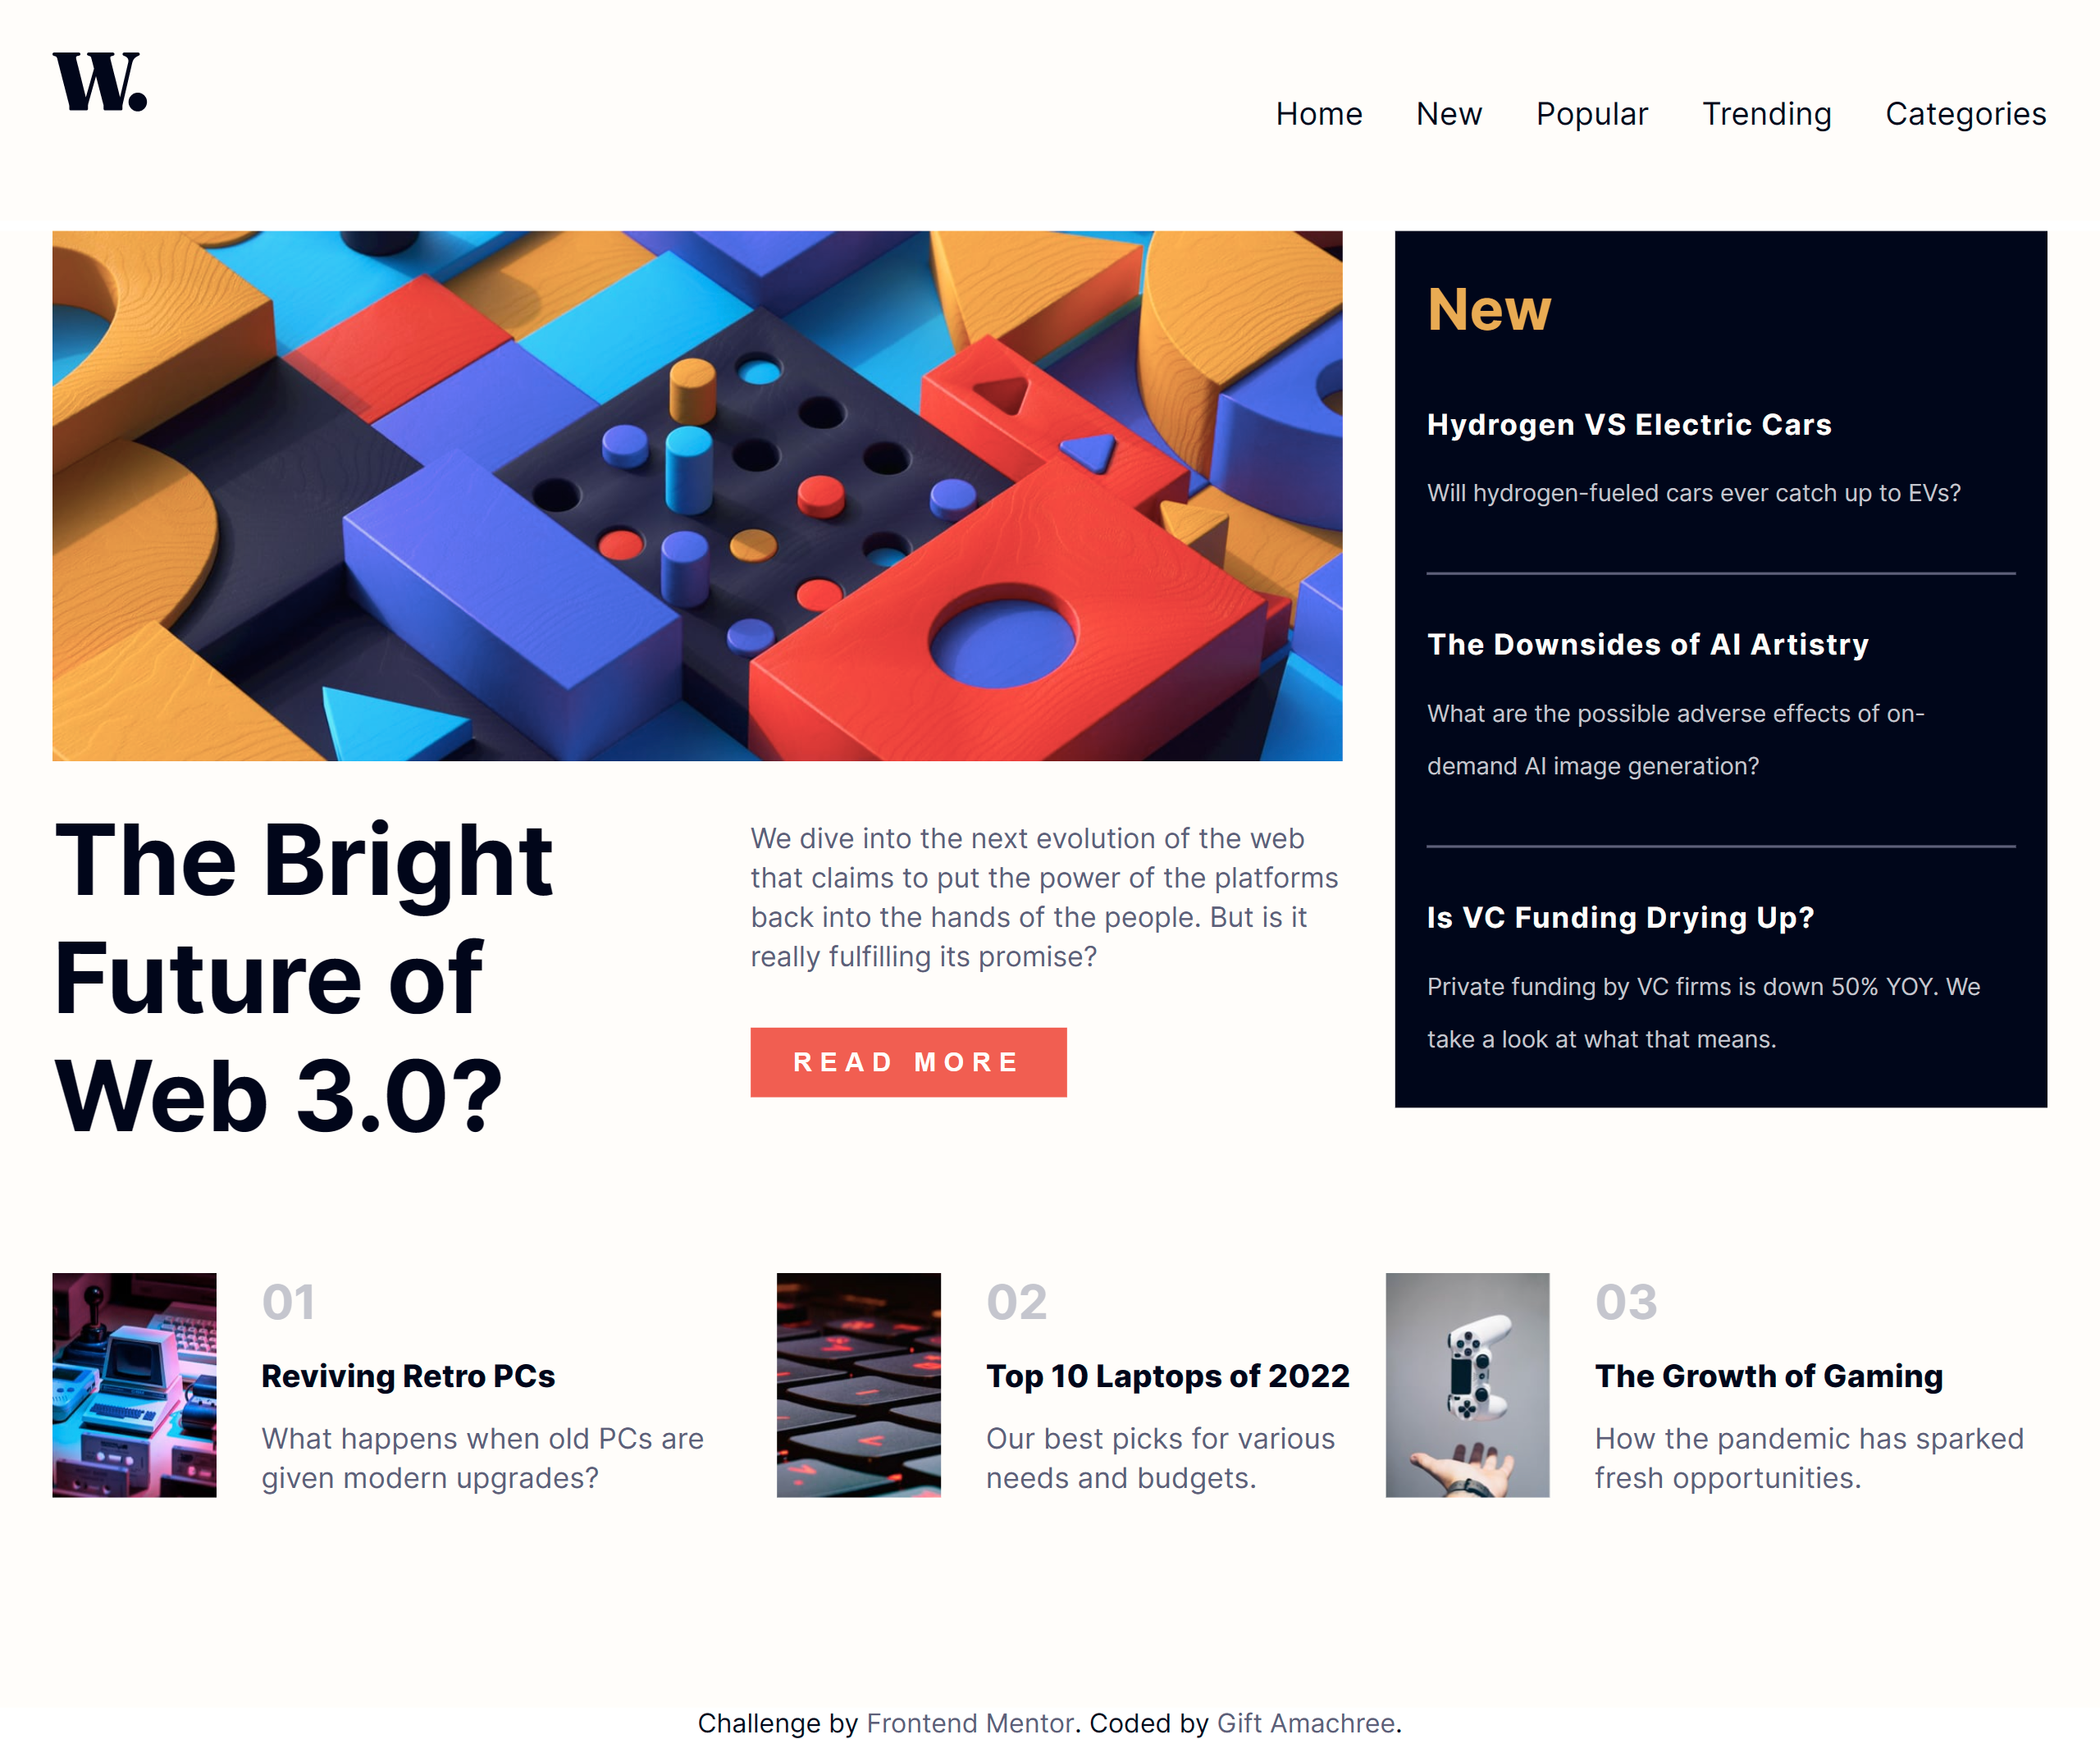 W.
Home New Popular Trending Categories
New
Hydrogen VS Electric Cars
Will hydrogen-fueled cars ever catch up to EVs?
The Downsides of AI Artistry
What are the possible adverse effects of on-
demand AI image generation?
Is VC Funding Drying Up?
Private funding by VC firms is down 50% YOY. We
take a look at what that means.
The Bright
Future of
Web 3.0?
We dive into the next evolution of the web
that claims to put the power of the platforms
back into the hands of the people. But is it
really fulfilling its promise?
READ MORE
01
Reviving Retro PCs
What happens when old PCs are
given modern upgrades?
02
Top 10 Laptops of 2022
Our best picks for various
needs and budgets.
03
The Growth of Gaming
How the pandemic has sparked
fresh opportunities.
Challenge by Frontend Mentor. Coded by Gift Amachree.